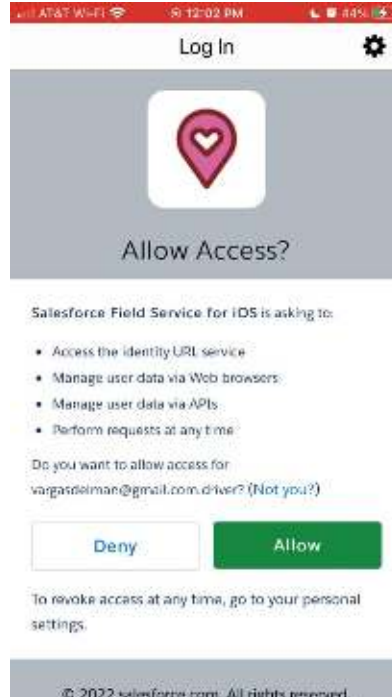 AT&T Wi-Fi 12:02 PM 44%
Log In
Allow Access?
Salesforce Field Service for iOS is asking to:
• Access the identity URL service
• Manage user data via Web browsers
• Manage user data via APIs
• Perform requests at any time
Do you want to allow access for
vargasdelman@gmail.com.driver? (Not you?)
Deny Allow
To revoke access at any time, go to your personal
settings.
© 2022 salesforce.com. All rights reserved.